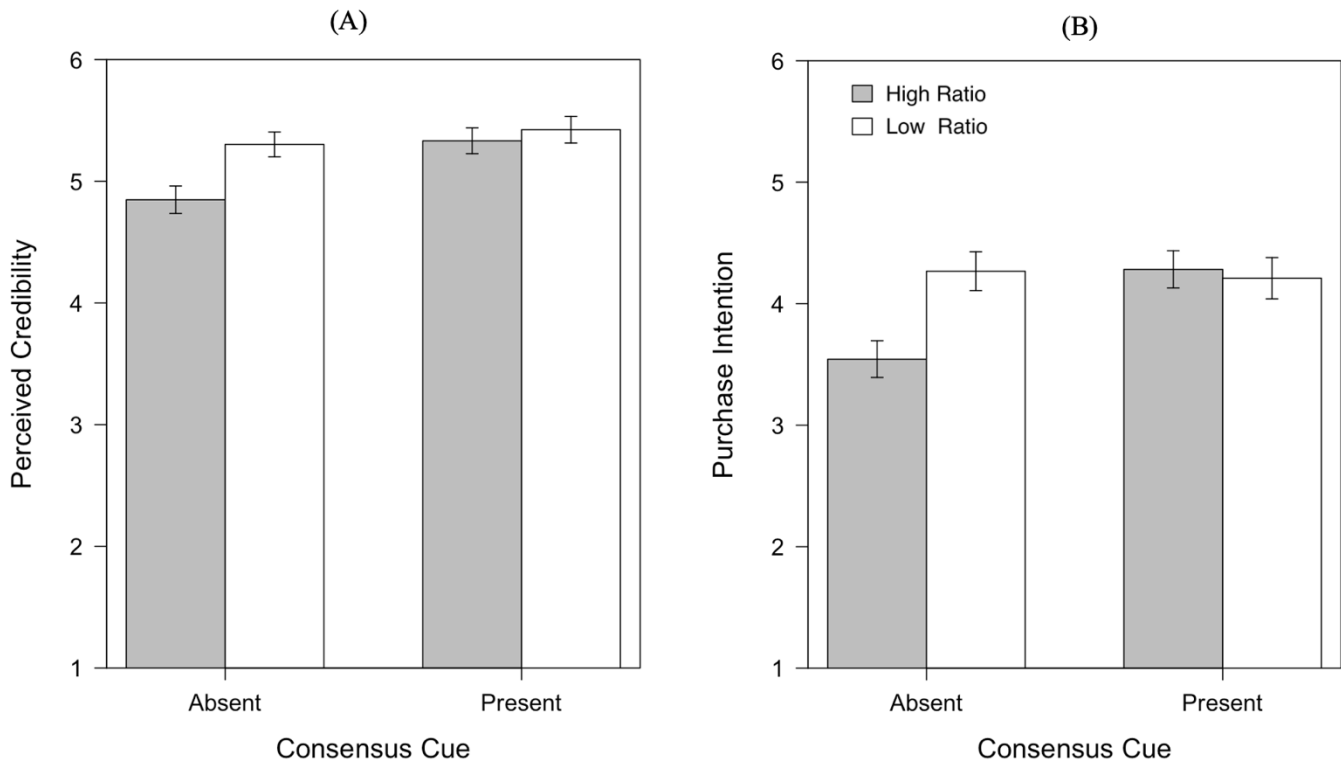 (A)
6
5
4
3
2
1
Perceived Credibility
Absent
Present
Consensus Cue
(B)
6
5
4
3
2
1
Purchase Intention
High Ratio
Low Ratio
Absent
Present
Consensus Cue